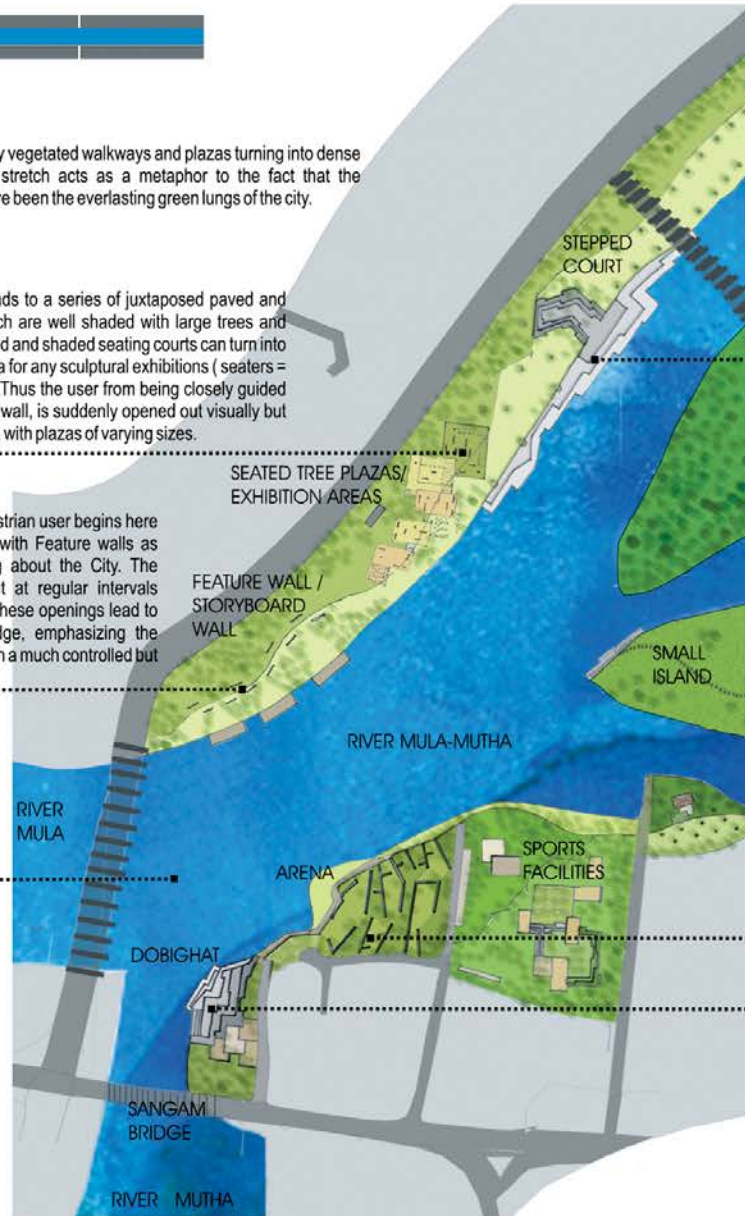 y vegetated walkways and plazas turning into dense
stretch acts as a metaphor to the fact that the
ve been the everlasting green lungs of the city.
ads to a series of juxtaposed paved and
ch are well shaded with large trees and
d and shaded seating courts can turn into
a for any sculptural exhibitions ( seaters =
Thus the user from being closely guided
wall, is suddenly opened out visually but
with plazas of varying sizes.
strian user begins here
with Feature walls as
g about the City. The
t at regular intervals
hese openings lead to
dge, emphasizing the
n a much controlled but
STEPPED
COURT
SEATED TREE PLAZAS/
EXHIBITION AREAS
FEATURE WALL /
STORYBOARD
WALL
SMALL
ISLAND
RIVER MULA-MUTHA
RIVER
MULA
ARENA
SPORTS
FACILITIES
DOBIGHAT
SANGAM
BRIDGE
RIVER MUTHA